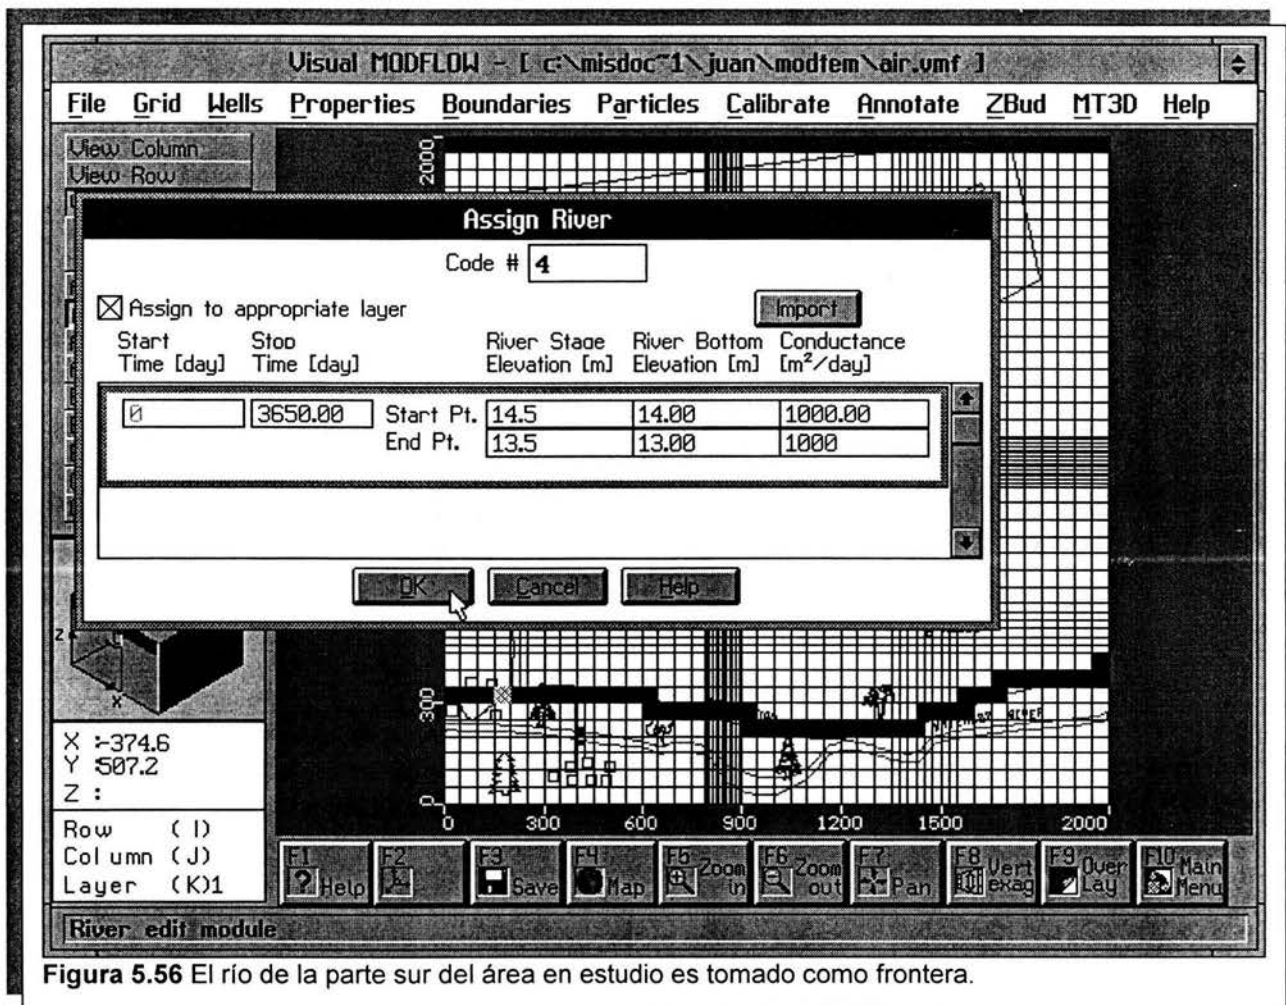 Visual MODFLOW - [ c:\misdoc~1\juan\modtem\air.vmf ]
File Grid Wells Properties Boundaries Particles Calibrate Annotate ZBud MT3D Help
View Column
View Row
2000
Assign River
Code # 4
Assign to appropriate layer
Import
Start Time [day]
Stop Time [day]
River Stage Elevation [m]
River Bottom Elevation [m]
Conductance [m²/day]
0 3650.00 Start Pt. 14.5 14.00 1000.00
End Pt. 13.5 13.00 1000
OK Cancel Help
Z
X
300
0
0 300 600 900 1200 1500 2000
X :-374.6
Y :507.2
Z :
Row (I)
Column (J)
Layer (K)1
F1 Help
F2
F3 Save
F4 Map
F5 Zoom in
F6 Zoom out
F7 Pan
F8 Vert exag
F9 Over Lay
F10 Main Menu
River edit module
Figura 5.56 El río de la parte sur del área en estudio es tomado como frontera.